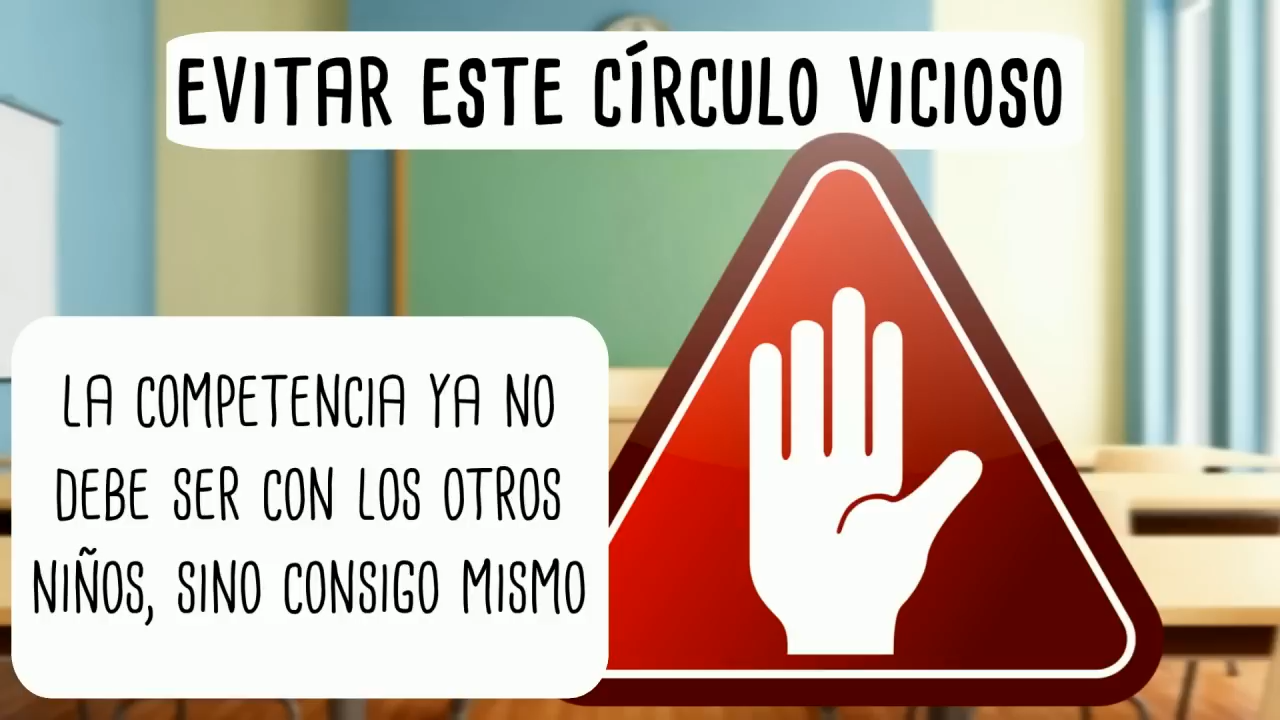 EVITAR ESTE CÍRCULO VICIOSO
LA COMPETENCIA YA NO
DEBE SER CON LOS OTROS
NIÑOS, SINO CONSIGO MISMO